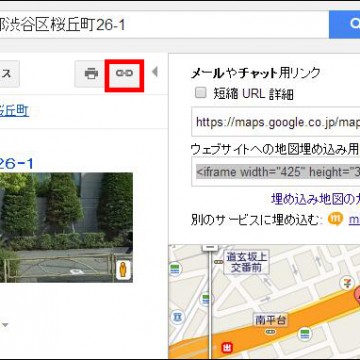 都渋谷区桜丘町26-1
ス
桜丘町
26-1
メールやチャット用リンク
短縮 URL 詳細
https://maps.google.co.jp/map
ウェブサイトへの地図埋め込み用
<iframe width="425" height="3
埋め込み地図のカ
別のサービスに埋め込む: m m
道玄坂上
交番前
南平台
出